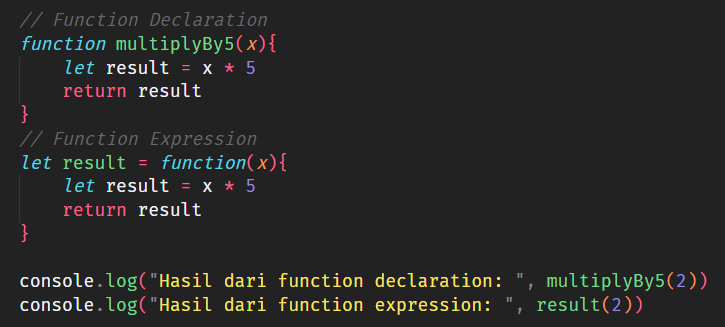 // Function Declaration
function multiplyBy5(x){
    let result = x * 5
    return result
}
// Function Expression
let result = function(x){
    let result = x * 5
    return result
}

console.log("Hasil dari function declaration: ", multiplyBy5(2))
console.log("Hasil dari function expression: ", result(2))